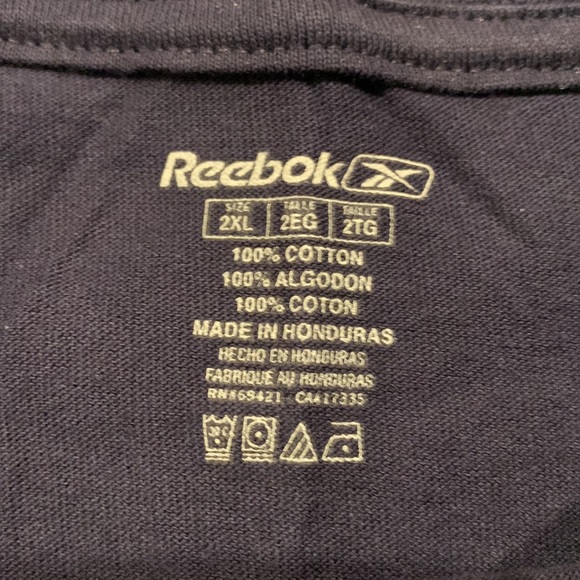 Reebok
SIZE TALLE TAILLE
2XL 2EG 2TG
100% COTTON
100% ALGODON
100% COTON
MADE IN HONDURAS
HECHO EN HONDURAS
FABRIQUE AU HONDURAS
RN#69421 CA#17335